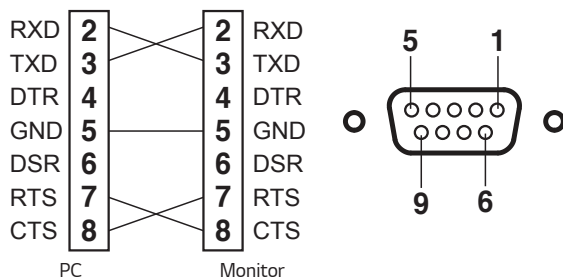 RXD 2 2 RXD
TXD 3 3 TXD
DTR 4 4 DTR
GND 5 5 GND
DSR 6 6 DSR
RTS 7 7 RTS
CTS 8 8 CTS
PC Monitor
5 1
9 6